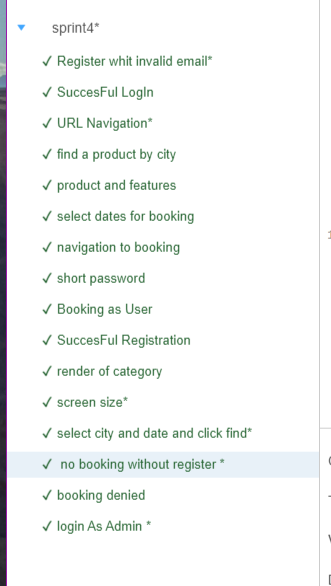 sprint4*
✓ Register whit invalid email*
✓ SuccesFul LogIn
✓ URL Navigation*
✓ find a product by city
✓ product and features
✓ select dates for booking
✓ navigation to booking
✓ short password
✓ Booking as User
✓ SuccesFul Registration
✓ render of category
✓ screen size*
✓ select city and date and click find*
✓ no booking without register *
✓ booking denied
✓ login As Admin *